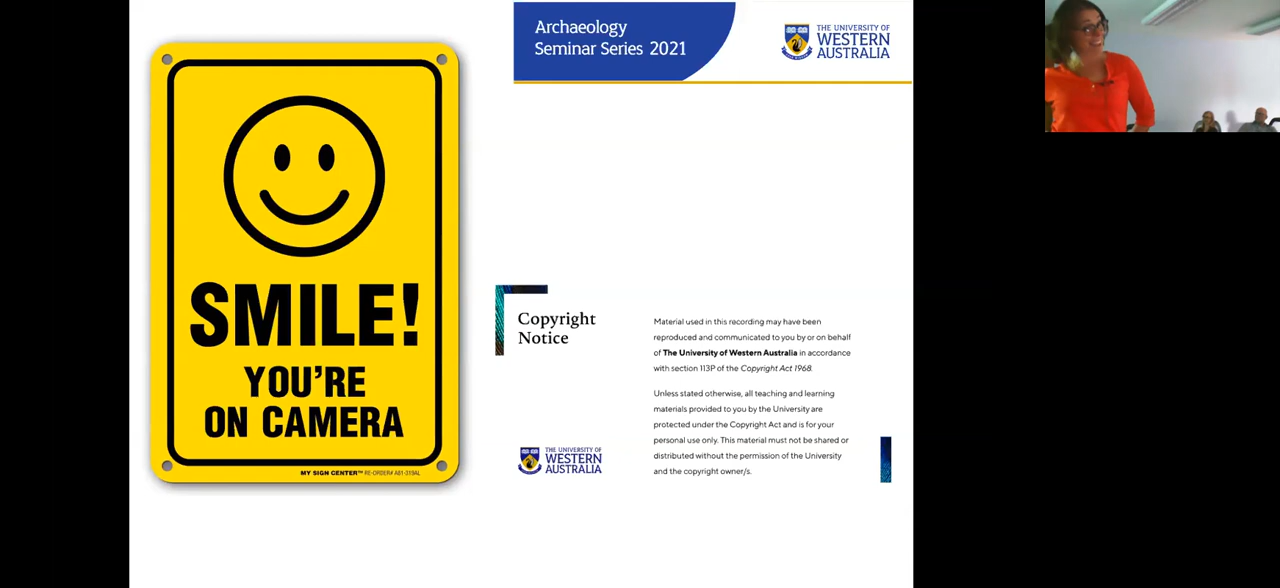 SMILE!
YOU'RE
ON CAMERA
MY SIGN CENTER™ RE-ORDER# A81-319AL
Archaeology
Seminar Series 2021
THE UNIVERSITY OF
WESTERN
AUSTRALIA
Copyright
Notice
THE UNIVERSITY OF
WESTERN
AUSTRALIA
Material used in this recording may have been
reproduced and communicated to you by or on behalf
of The University of Western Australia in accordance
with section 113P of the Copyright Act 1968.
Unless stated otherwise, all teaching and learning
materials provided to you by the University are
protected under the Copyright Act and is for your
personal use only. This material must not be shared or
distributed without the permission of the University
and the copyright owner/s.